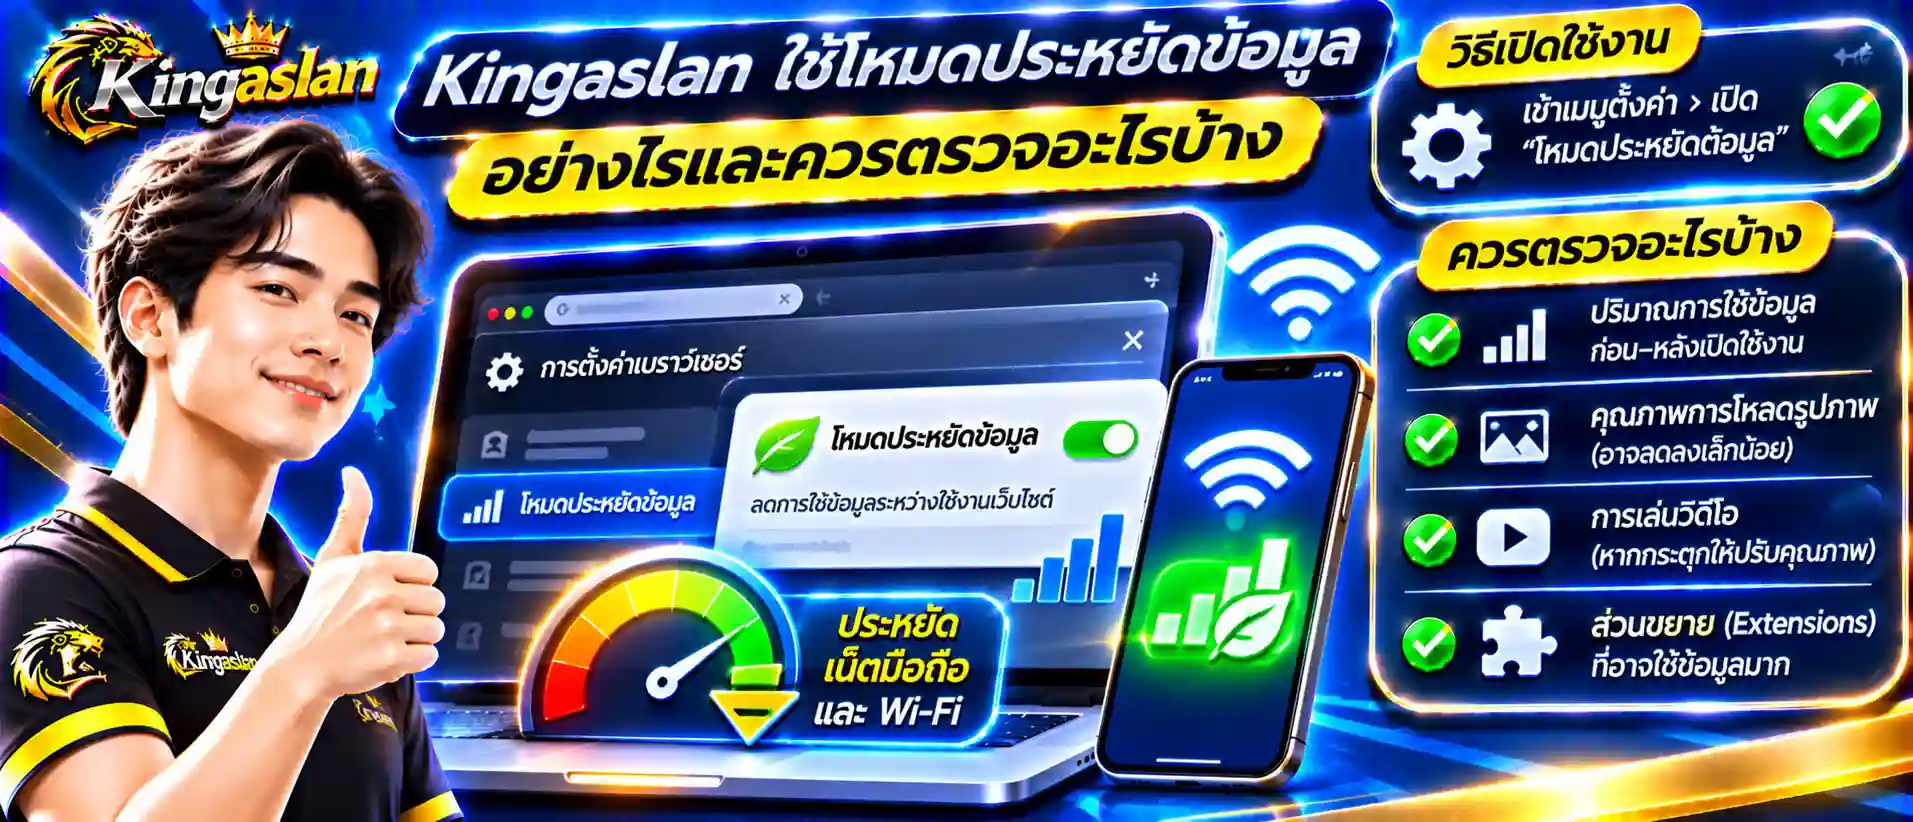 Kingaslan
Kingaslan ใช้โหมดประหยัดข้อมูล
อย่างไรและควรตรวจอะไรบ้าง
วิธีเปิดใช้งาน
เข้าเมนูตั้งค่า > เปิด
“โหมดประหยัดต้อมูล”
ควรตรวจอะไรบ้าง
ปริมาณการใช้ข้อมูล
ก่อน–หลังเปิดใช้งาน
คุณภาพการโหลดรูปภาพ
(อาจลดลงเล็กน้อย)
การเล่นวิดีโอ
(หากกระตุกให้ปรับคุณภาพ)
ส่วนขยาย (Extensions)
ที่อาจใช้ข้อมูลมาก
การตั้งค่าเบราว์เซอร์
โหมดประหยัดข้อมูล
โหมดประหยัดข้อมูล
ลดการใช้ข้อมูลระหว่างใช้งานเว็บไซต์
ประหยัด
เน็ตมือถือ
และ Wi-Fi
Kingaslan